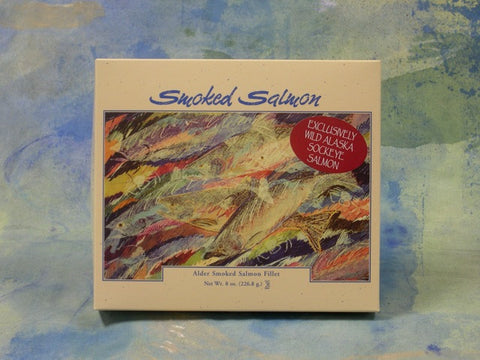 Smoked Salmon
EXCLUSIVELY
WILD ALASKA
SOCKEYE
SALMON
Alder Smoked Salmon Fillet
Net Wt. 8 oz. (226.8 g.)